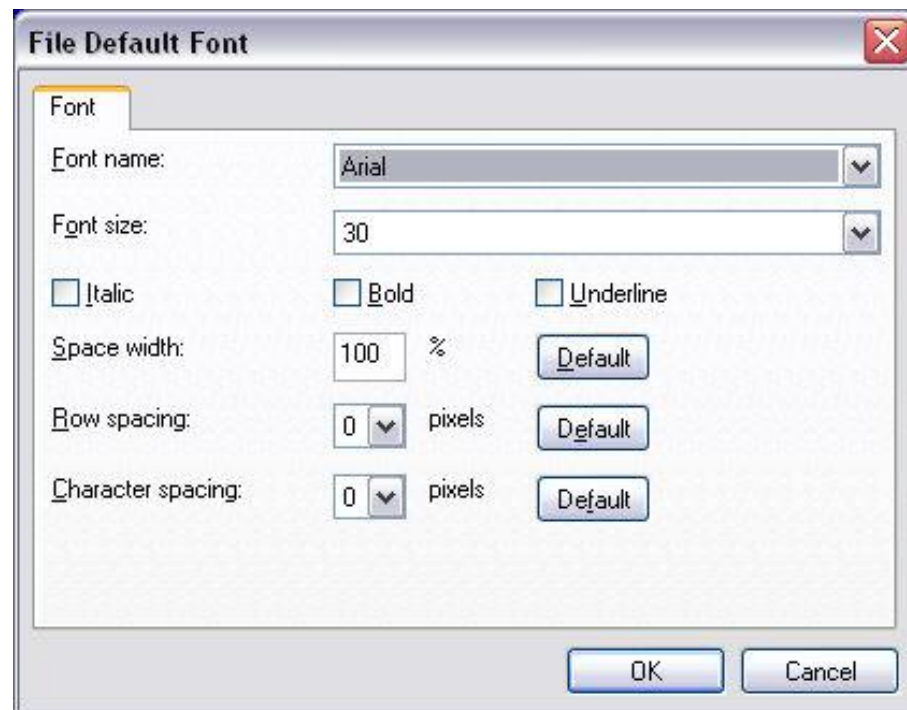 File Default Font
Font
Font name:
Arial
Font size:
30
Italic Bold Underline
Space width: 100 % Default
Row spacing: 0 pixels Default
Character spacing: 0 pixels Default
OK Cancel